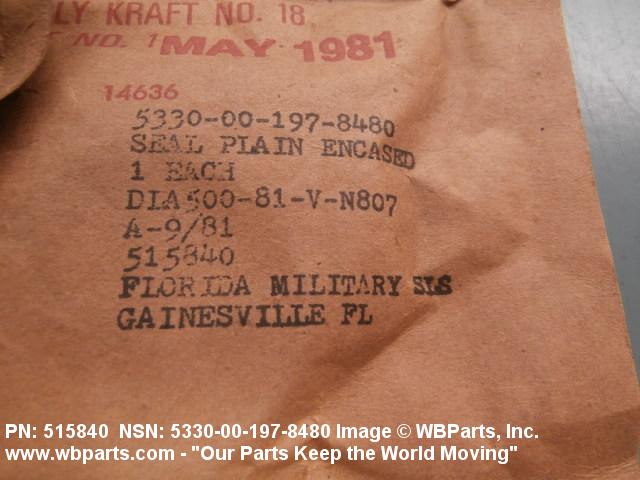 LY KRAFT NO. 18
T NO. 1 MAY 1981
14636
5330-00-197-8480
SEAL PLAIN ENCASED
1 EACH
DIA500-81-V-N807
A-9/81
515840
FLORIDA MILITARY SLS
GAINESVILLE FL
PN: 515840 NSN: 5330-00-197-8480 Image © WBParts, Inc.
www.wbparts.com - "Our Parts Keep the World Moving"